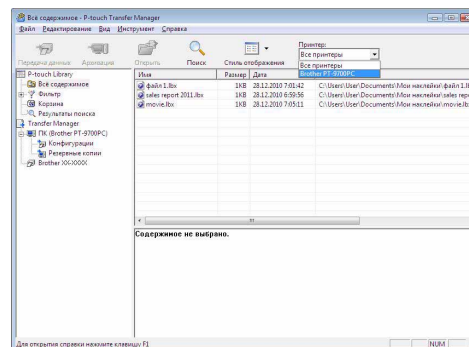 Все содержимое - P-touch Transfer Manager
Файл Редактирование Вид Инструмент Справка
Передача данных Архивация Открыть Поиск Стиль отображения
Принтер:
Все принтеры
Все принтеры
Brother PT-9700PC
P-touch Library
Все содержимое
Фильтр
Корзина
Результаты поиска
Transfer Manager
ПК (Brother PT-9700PC)
Конфигурации
Резервные копии
Brother XX-XXXX
Имя Размер Дата
файл 1.lbx 1KB 28.12.2010 7:01:42 C:\Users\User\Documents\Мои наклейки\файл 1.lb
sales report 2011.lbx 1KB 28.12.2010 6:59:56 C:\Users\User\Documents\Мои наклейки\sales repo
movie.lbx 1KB 28.12.2010 7:05:11 C:\Users\User\Documents\Мои наклейки\movie.lb
Содержимое не выбрано.
Для открытия справки нажмите клавишу F1
NUM